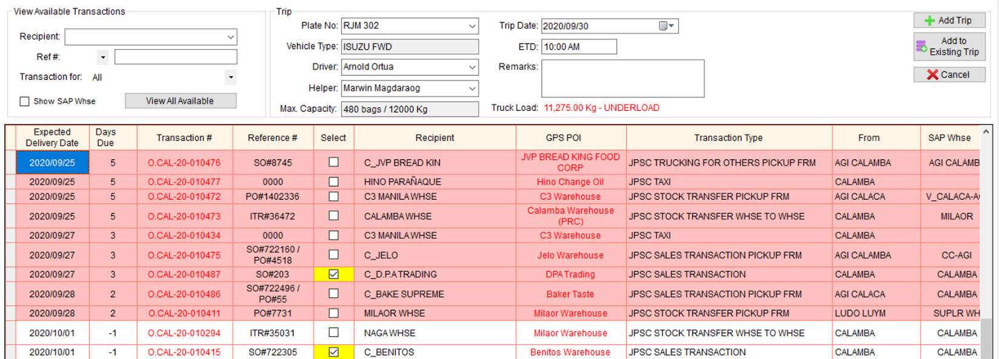 View Available Transactions
Recipient:
Ref #:
Transaction for: All
Show SAP Whse
View All Available
Trip
Plate No: RJM 302
Vehicle Type: ISUZU FWD
Driver: Arnold Ortua
Helper: Marwin Magdaraog
Max. Capacity: 480 bags / 12000 Kg
Trip Date: 2020/09/30
ETD: 10:00 AM
Remarks:
Truck Load: 11,275.00 Kg - UNDERLOAD
Add Trip
Add to
Existing Trip
Cancel
Expected Delivery Date Days Due Transaction # Reference # Select Recipient GPS POI Transaction Type From SAP Whse
2020/09/25 5 O.CAL-20-010476 SO#8745 C_JVP BREAD KIN JVP BREAD KING FOOD CORP JPSC TRUCKING FOR OTHERS PICKUP FRM AGI CALAMBA AGI CALAMB
2020/09/25 5 O.CAL-20-010477 0000 HINO PARAÑAQUE Hino Change Oil JPSC TAXI CALAMBA
2020/09/25 5 O.CAL-20-010472 PO#1402336 C3 MANILA WHSE C3 Warehouse JPSC STOCK TRANSFER PICKUP FRM AGI CALACA V_CALACA-A
2020/09/25 5 O.CAL-20-010473 ITR#36472 CALAMBA WHSE Calamba Warehouse (PRC) JPSC STOCK TRANSFER WHSE TO WHSE CALAMBA MILAOR
2020/09/27 3 O.CAL-20-010434 0000 C3 MANILA WHSE C3 Warehouse JPSC TAXI CALAMBA
2020/09/27 3 O.CAL-20-010475 SO#722160 / PO#4518 C_JELO Jelo Warehouse JPSC SALES TRANSACTION PICKUP FRM AGI CALAMBA CC-AGI
2020/09/27 3 O.CAL-20-010487 SO#203 C_D.P.A TRADING DPA Trading JPSC SALES TRANSACTION CALAMBA CALAMBA
2020/09/28 2 O.CAL-20-010486 SO#722496 / PO#55 C_BAKE SUPREME Baker Taste JPSC SALES TRANSACTION PICKUP FRM AGI CALACA CALAMBA
2020/09/28 2 O.CAL-20-010411 PO#7731 MILAOR WHSE Milaor Warehouse JPSC STOCK TRANSFER PICKUP FRM LUDO LUYM SUPLR WH
2020/10/01 -1 O.CAL-20-010294 ITR#35031 NAGA WHSE Milaor Warehouse JPSC STOCK TRANSFER WHSE TO WHSE CALAMBA CALAMBA
2020/10/01 -1 O.CAL-20-010415 SO#722305 C_BENITOS Benitos Warehouse JPSC SALES TRANSACTION CALAMBA CALAMBA